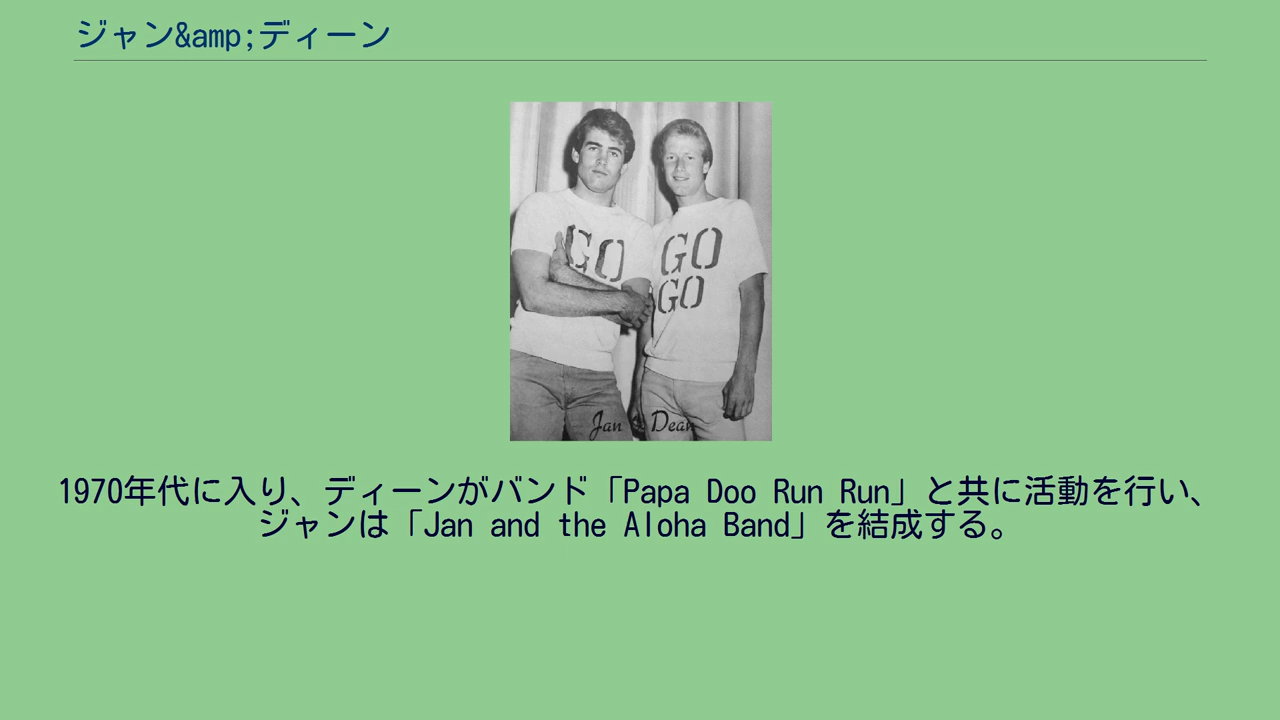 ジャン&amp;ディーン
GO
GO
GO
Jan & Dean
1970年代に入り、ディーンがバンド「Papa Doo Run Run」と共に活動を行い、
ジャンは「Jan and the Aloha Band」を結成する。